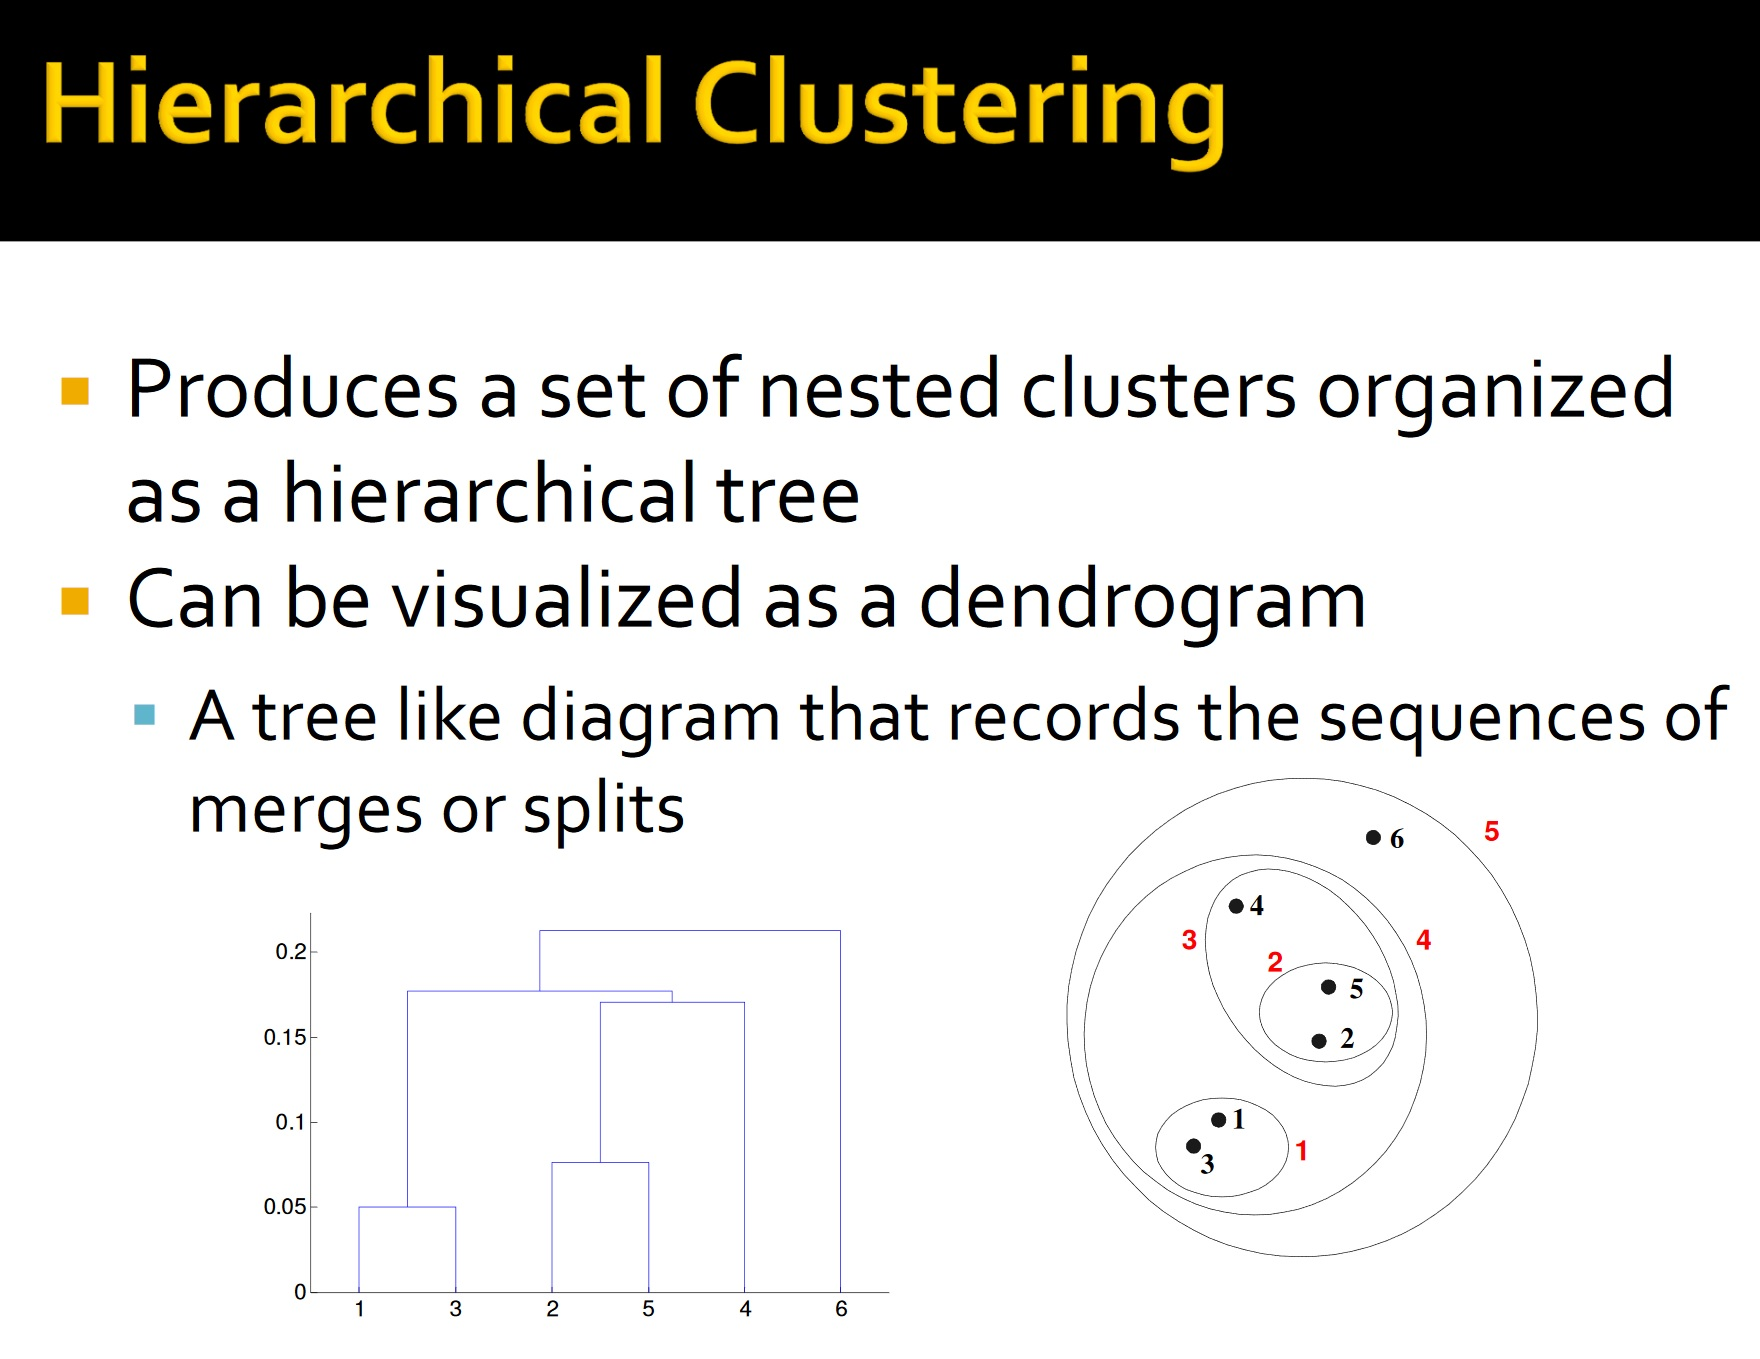 Hierarchical Clustering
Produces a set of nested clusters organized
as a hierarchical tree
Can be visualized as a dendrogram
A tree like diagram that records the sequences of
merges or splits
0.2
0.15
0.1
0.05
0
1 3 2 5 4 6
6 5
4
3 4
2
5
2
1
1
3